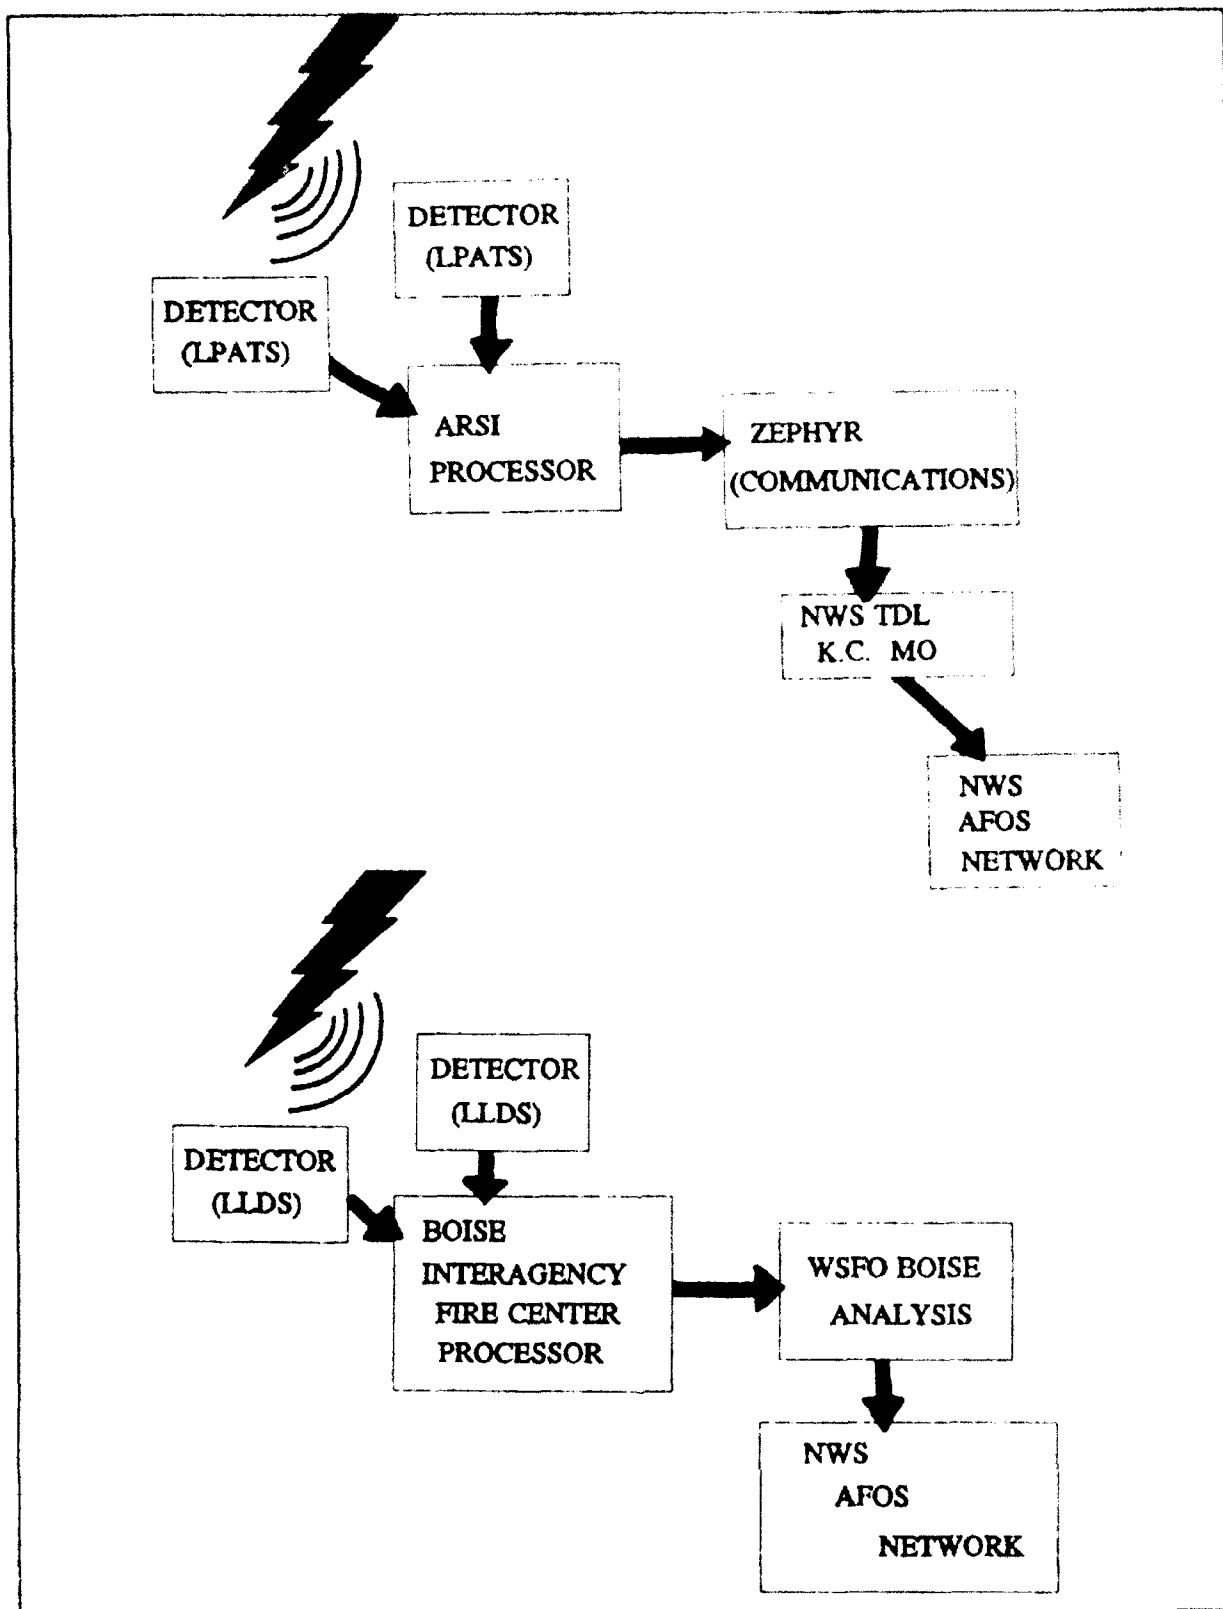 DETECTOR
(LPATS)
DETECTOR
(LPATS)
ARSI
PROCESSOR
ZEPHYR
(COMMUNICATIONS)
NWS TDL
K.C. MO
NWS
AFOS
NETWORK
DETECTOR
(LLDS)
DETECTOR
(LLDS)
BOISE
INTERAGENCY
FIRE CENTER
PROCESSOR
WSFO BOISE
ANALYSIS
NWS
AFOS
NETWORK